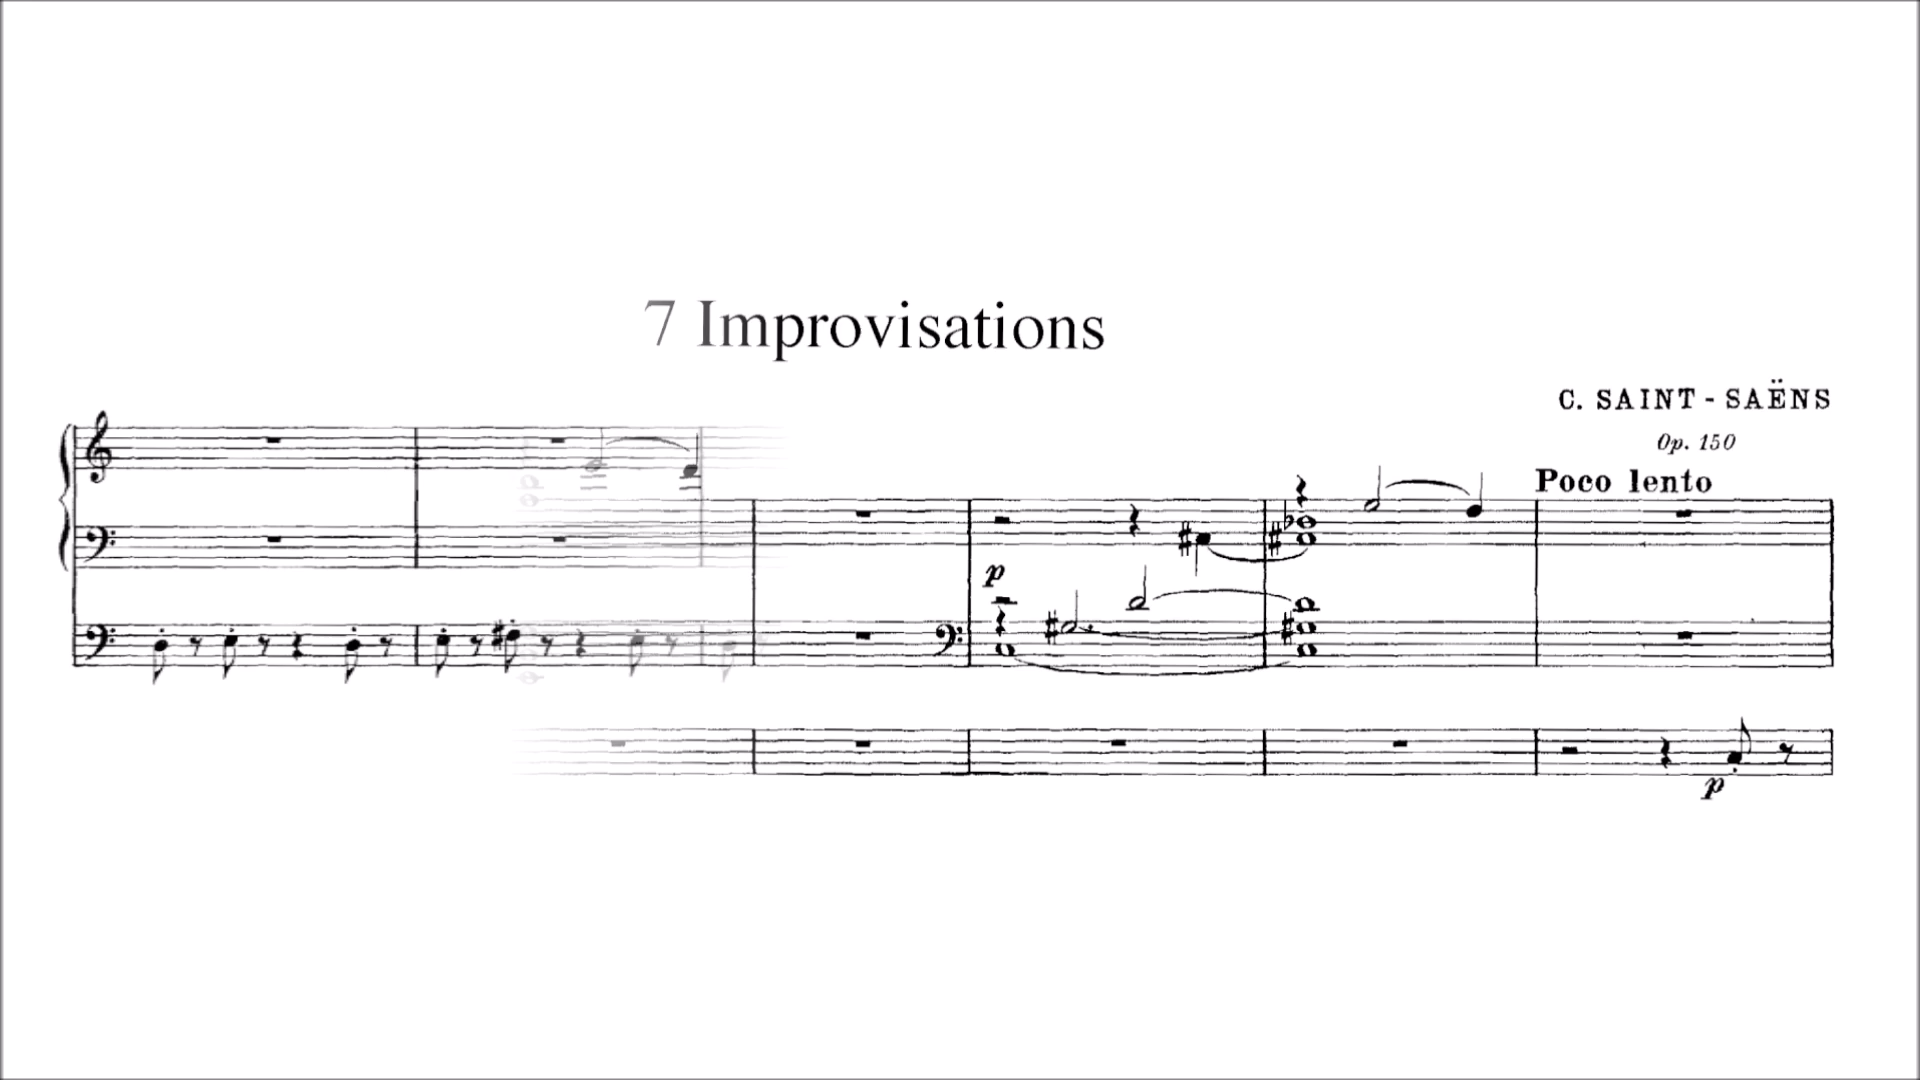 7 Improvisations
C. SAINT-SAËNS
Op. 150
Poco lento
p
p